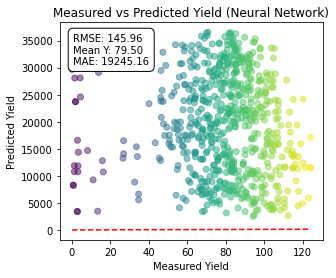 Measured vs Predicted Yield (Neural Network)
RMSE: 145.96
Mean Y: 79.50
MAE: 19245.16
35000
30000
25000
20000
15000
10000
5000
0
Predicted Yield
0 20 40 60 80 100 120
Measured Yield